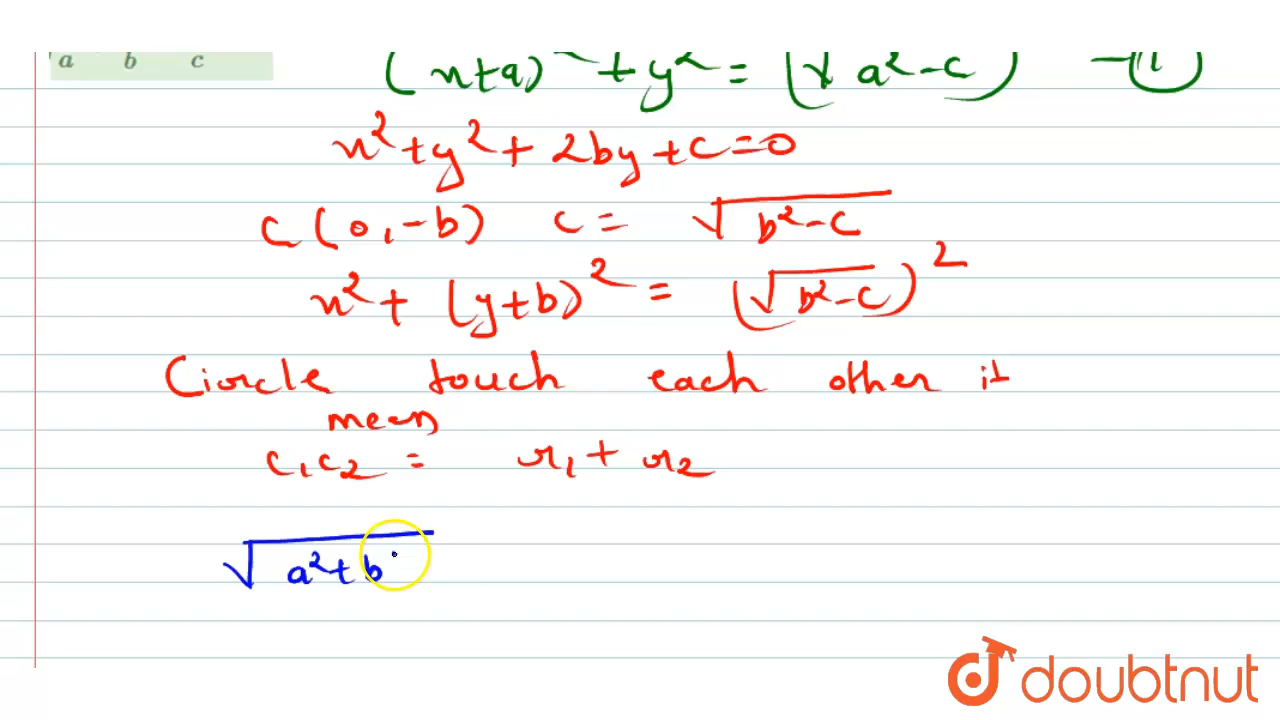 a b c
(x+a)² + y² = (√a²-c) -(1)
x²+y²+2by+c=0
c(0,-b) c= √b²-c
x²+(y+b)² = (√b²-c)²
Circle touch each other it
mean
c₁c₂ = r₁+r₂
√a²+b
doubtnut